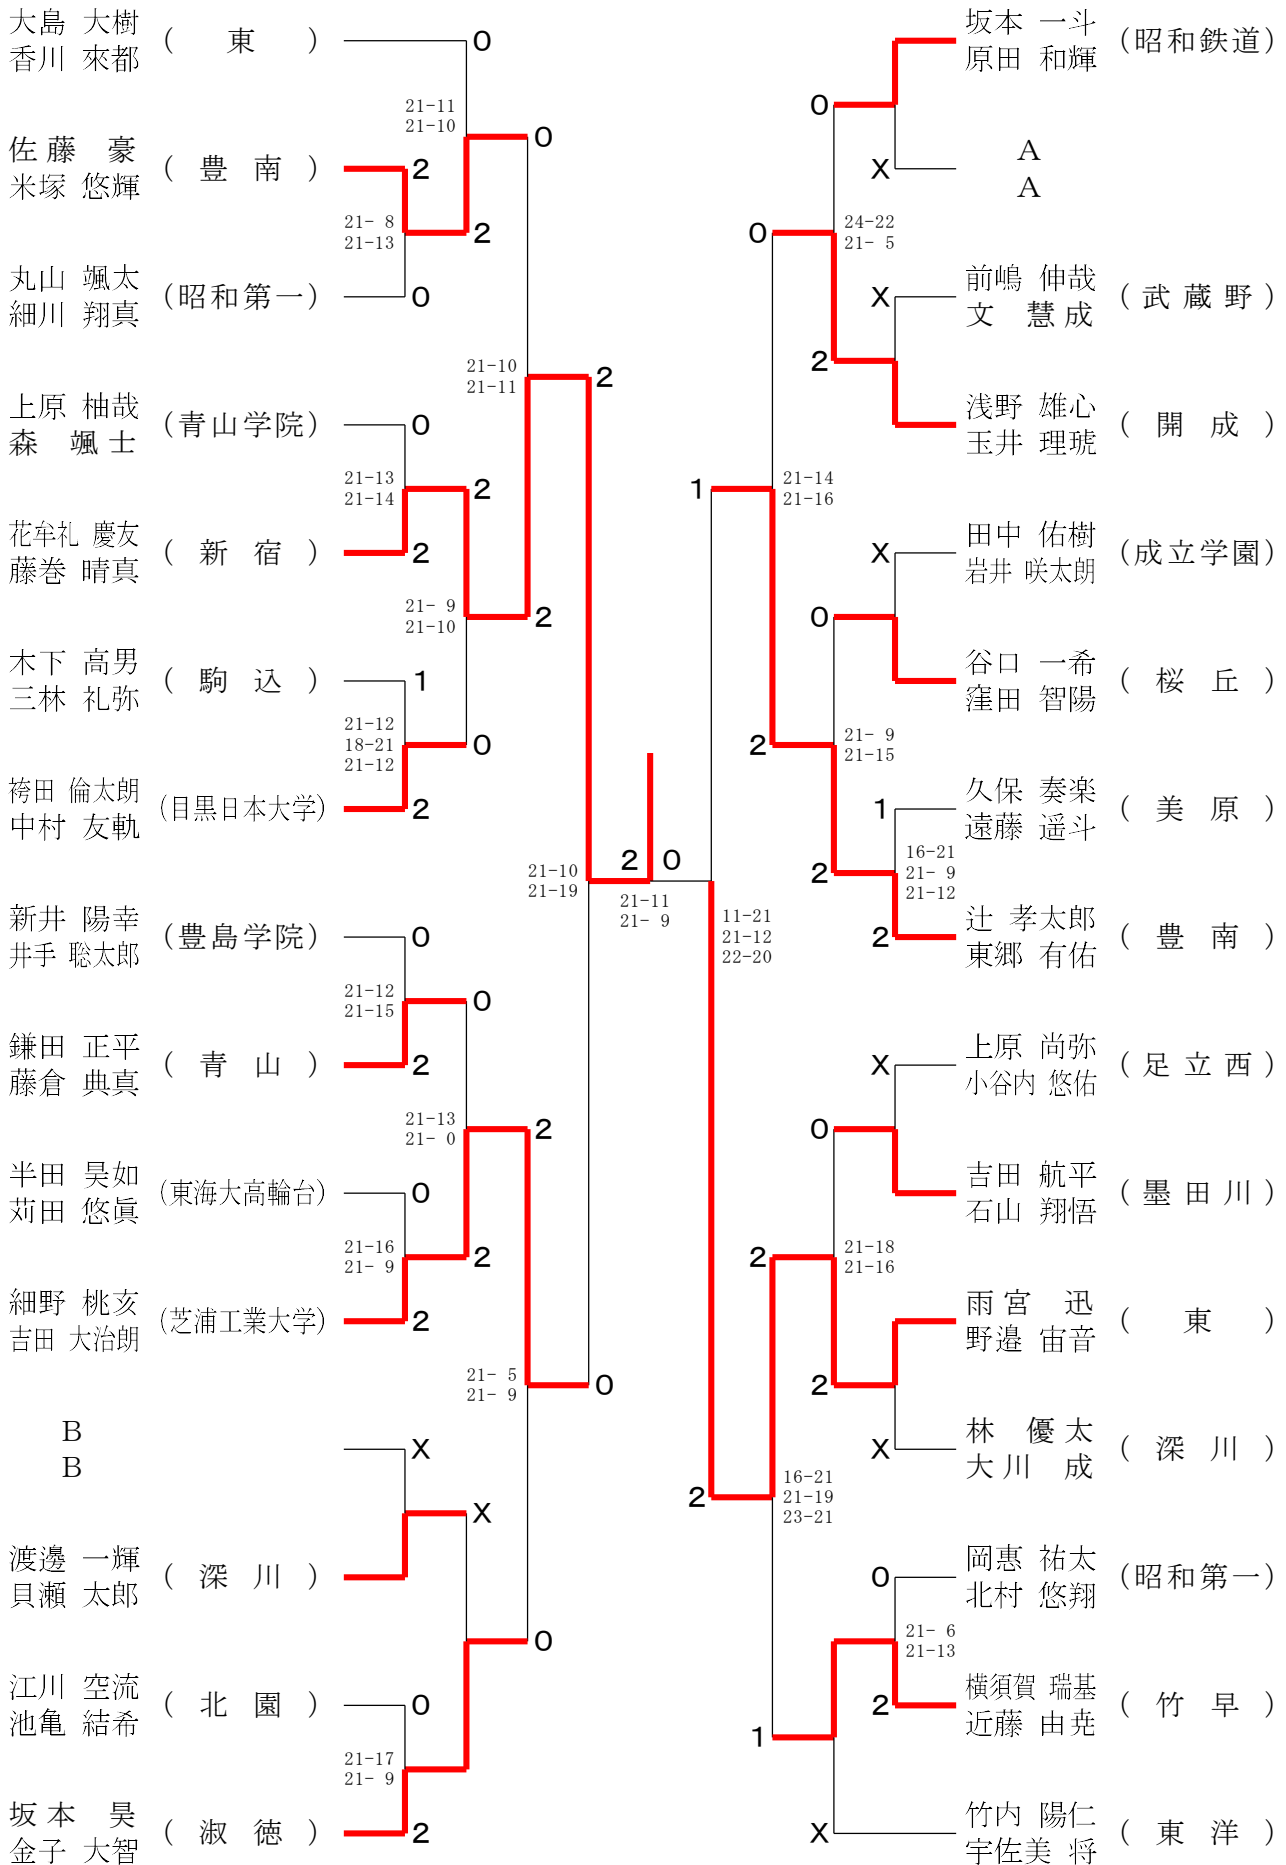 大島 大樹
香川 來都
( 東 )
0
21-11
21-10
佐藤 豪
米塚 悠輝
( 豊 南 )
2
0
21- 8
21-13
2
丸山 颯太
細川 翔真
(昭和第一)
0
21-10
21-11
2
上原 柚哉
森 颯士
(青山学院)
0
21-13
21-14
2
花牟礼 慶友
藤巻 晴真
( 新 宿 )
2
21- 9
21-10
2
木下 高男
三林 礼弥
( 駒 込 )
1
21-12
18-21
21-12
0
袴田 倫太朗
中村 友軌
(目黒日本大学)
2
21-10
21-19
2
0
21-11
21- 9
新井 陽幸
井手 聡太郎
(豊島学院)
0
21-12
21-15
0
鎌田 正平
藤倉 典真
( 青 山 )
2
21-13
21- 0
2
半田 昊如
苅田 悠眞
(東海大高輪台)
0
21-16
21- 9
2
細野 桃亥
吉田 大治朗
(芝浦工業大学)
2
21- 5
21- 9
0
B
B
X
X
渡邊 一輝
貝瀬 太郎
( 深 川 )
0
江川 空流
池亀 結希
( 北 園 )
0
21-17
21- 9
坂本 昊
金子 大智
( 淑 徳 )
2
坂本 一斗
原田 和輝
(昭和鉄道)
0
A
A
X
24-22
21- 5
0
前嶋 伸哉
文 慧成
( 武 蔵 野 )
X
2
浅野 雄心
玉井 理琥
( 開 成 )
21-14
21-16
1
田中 佑樹
岩井 咲太朗
(成立学園)
X
0
谷口 一希
窪田 智陽
( 桜 丘 )
21- 9
21-15
2
久保 奏楽
遠藤 遥斗
( 美 原 )
1
16-21
21- 9
21-12
2
辻 孝太郎
東郷 有佑
( 豊 南 )
2
11-21
21-12
22-20
上原 尚弥
小谷内 悠佑
( 足 立 西 )
X
0
吉田 航平
石山 翔悟
( 墨 田 川 )
21-18
21-16
2
雨宮 迅
野邉 宙音
( 東 )
2
林 優太
大川 成
( 深 川 )
X
16-21
21-19
23-21
2
岡惠 祐太
北村 悠翔
(昭和第一)
0
21- 6
21-13
横須賀 瑞基
近藤 由尭
( 竹 早 )
2
1
竹内 陽仁
宇佐美 将
( 東 洋 )
X